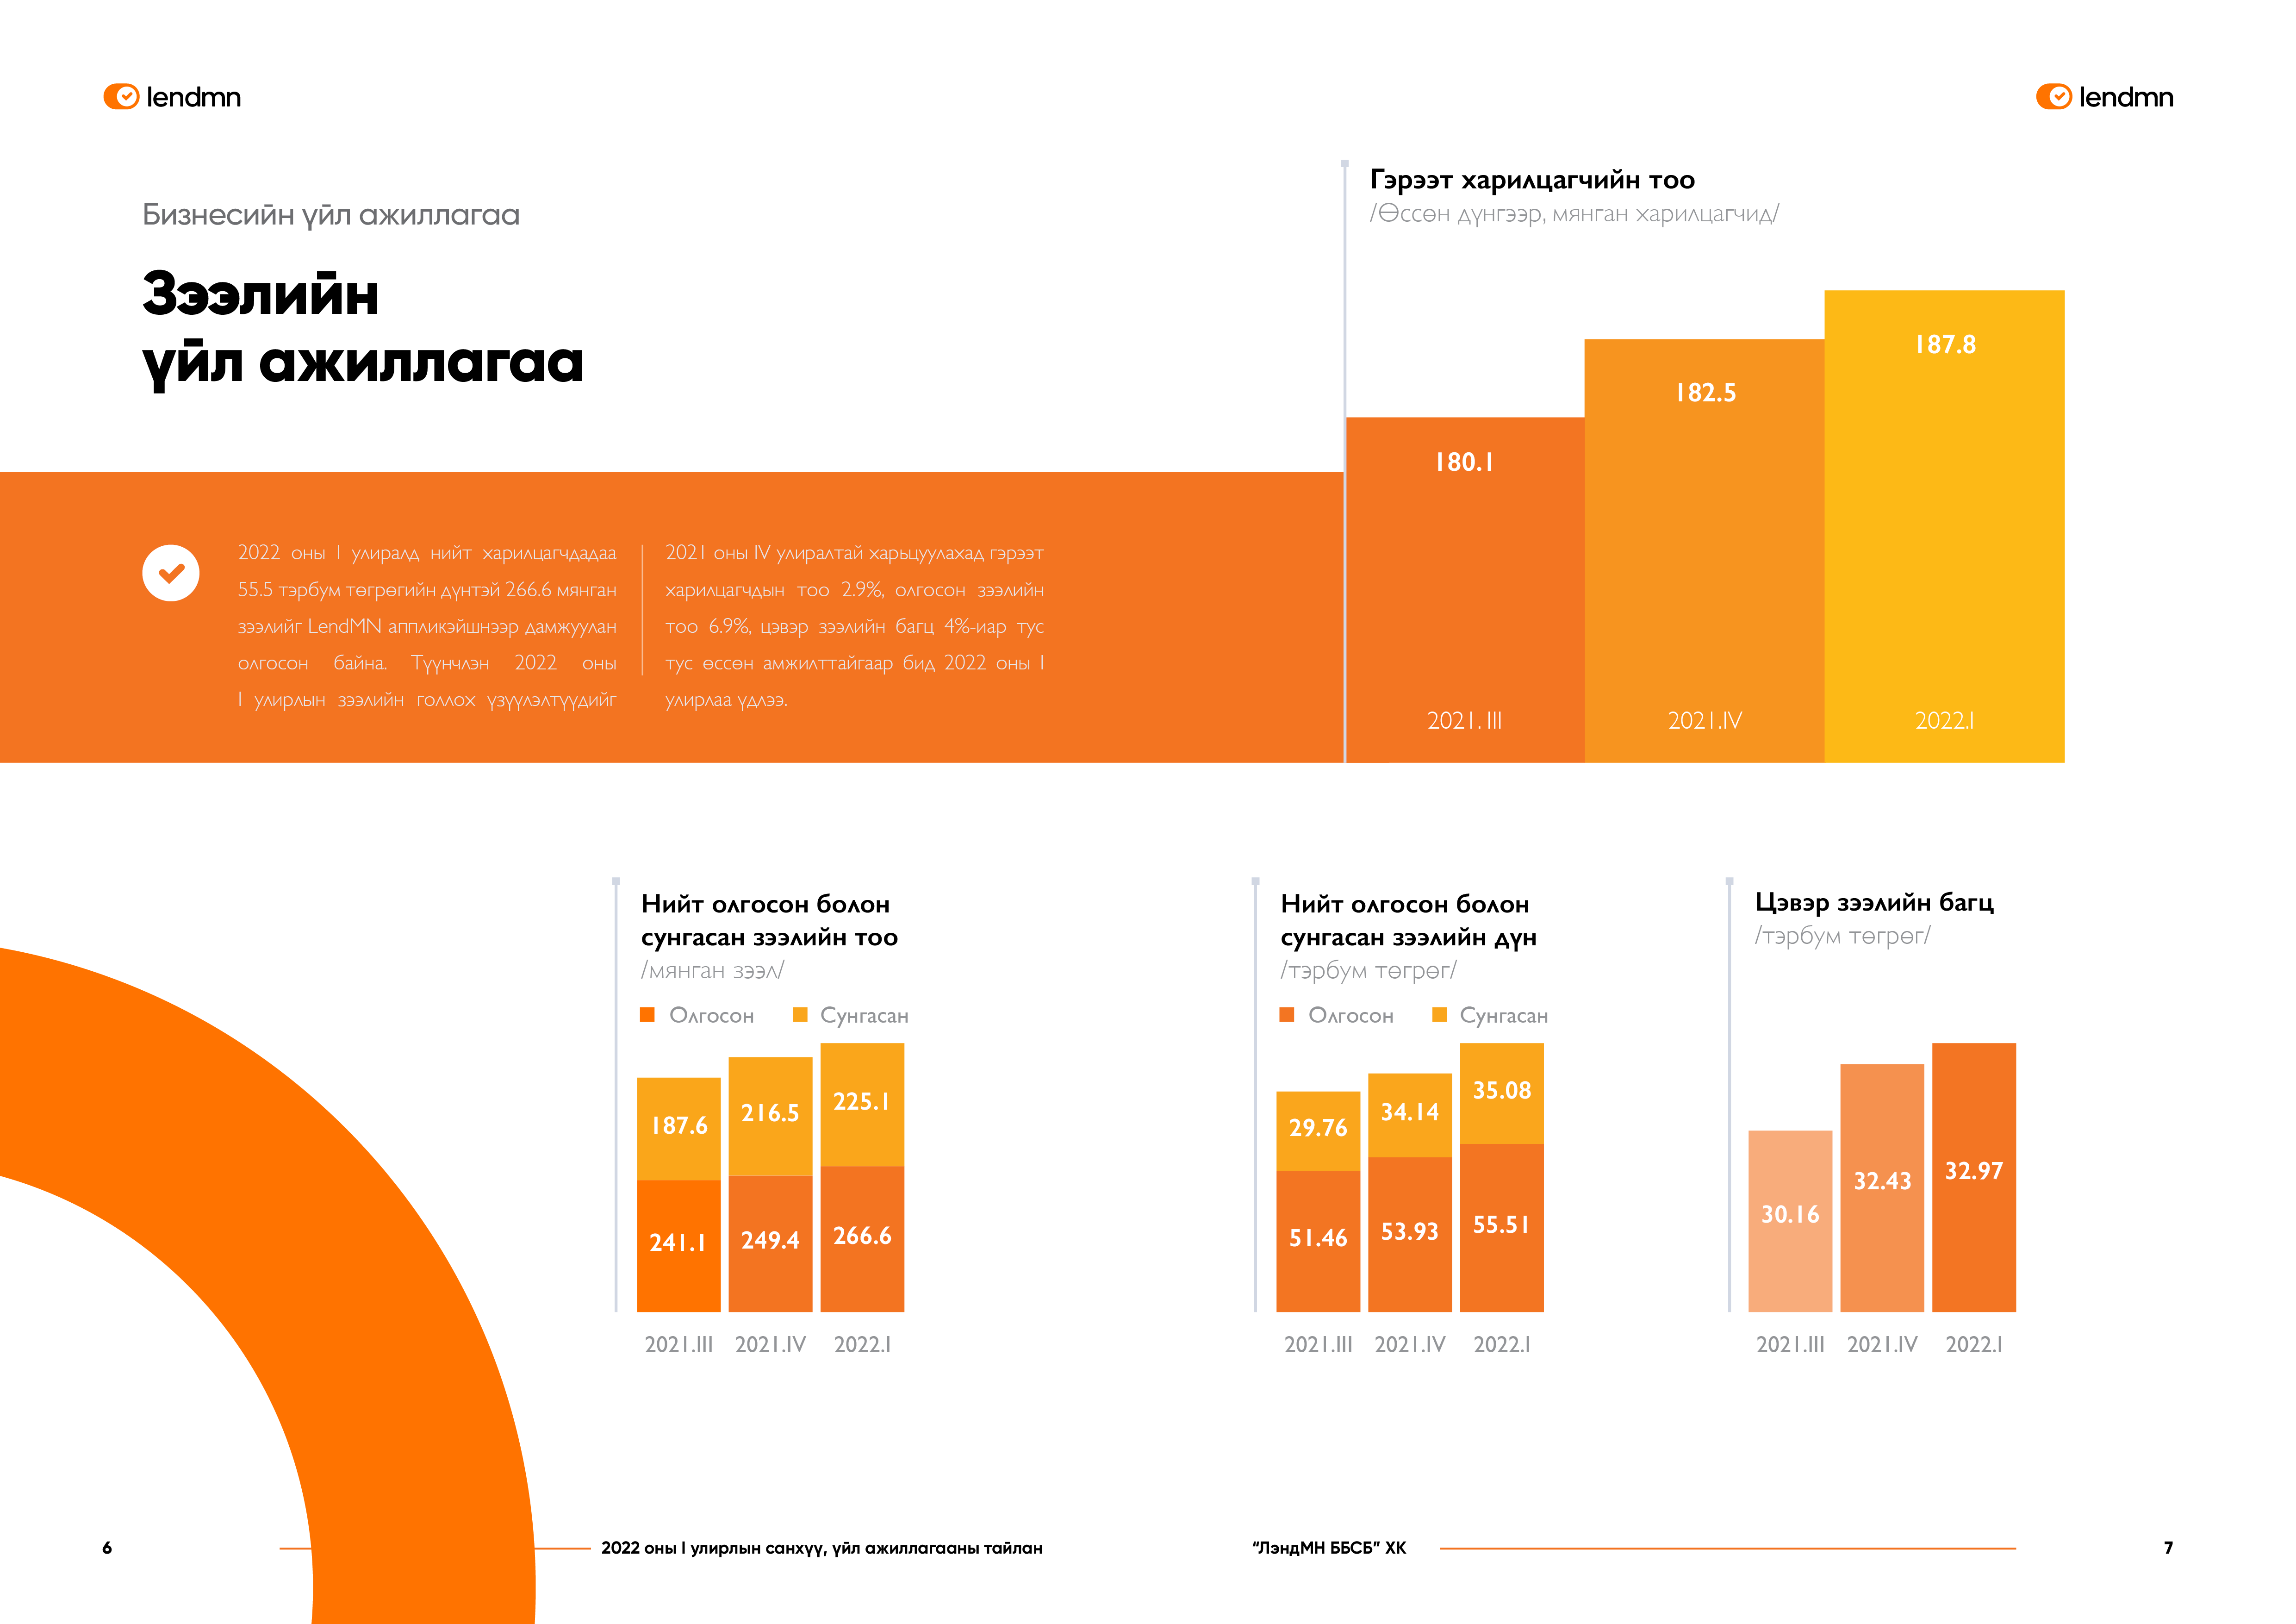 lendmn
lendmn
Бизнесийн үйл ажиллагаа
Зээлийн
үйл ажиллагаа
2022 оны I улиралд нийт харилцагчдадаа
55.5 тэрбум төгрөгийн дүнтэй 266.6 мянган
зээлийг LendMN аппликэйшнээр дамжуулан
олгосон байна. Түүнчлэн 2022 оны
I улирлын зээлийн голлох үзүүлэлтүүдийг
2021 оны IV улиралтай харьцуулахад гэрээт
харилцагчдын тоо 2.9%, олгосон зээлийн
тоо 6.9%, цэвэр зээлийн багц 4%-иар тус
тус өссөн амжилттайгаар бид 2022 оны I
улирлаа үдлээ.
Гэрээт харилцагчийн тоо
/Өссөн дүнгээр, мянган харилцагчид/
180.1
182.5
187.8
2021. III
2021.IV
2022.I
Нийт олгосон болон
сунгасан зээлийн тоо
/мянган зээл/
Олгосон
Сунгасан
187.6
216.5
225.1
241.1
249.4
266.6
2021.III
2021.IV
2022.I
Нийт олгосон болон
сунгасан зээлийн дүн
/тэрбум төгрөг/
Олгосон
Сунгасан
29.76
34.14
35.08
51.46
53.93
55.51
2021.III
2021.IV
2022.I
Цэвэр зээлийн багц
/тэрбум төгрөг/
30.16
32.43
32.97
2021.III
2021.IV
2022.I
6
2022 оны I улирлын санхүү, үйл ажиллагааны тайлан
“ЛэндМН ББСБ” ХК
7